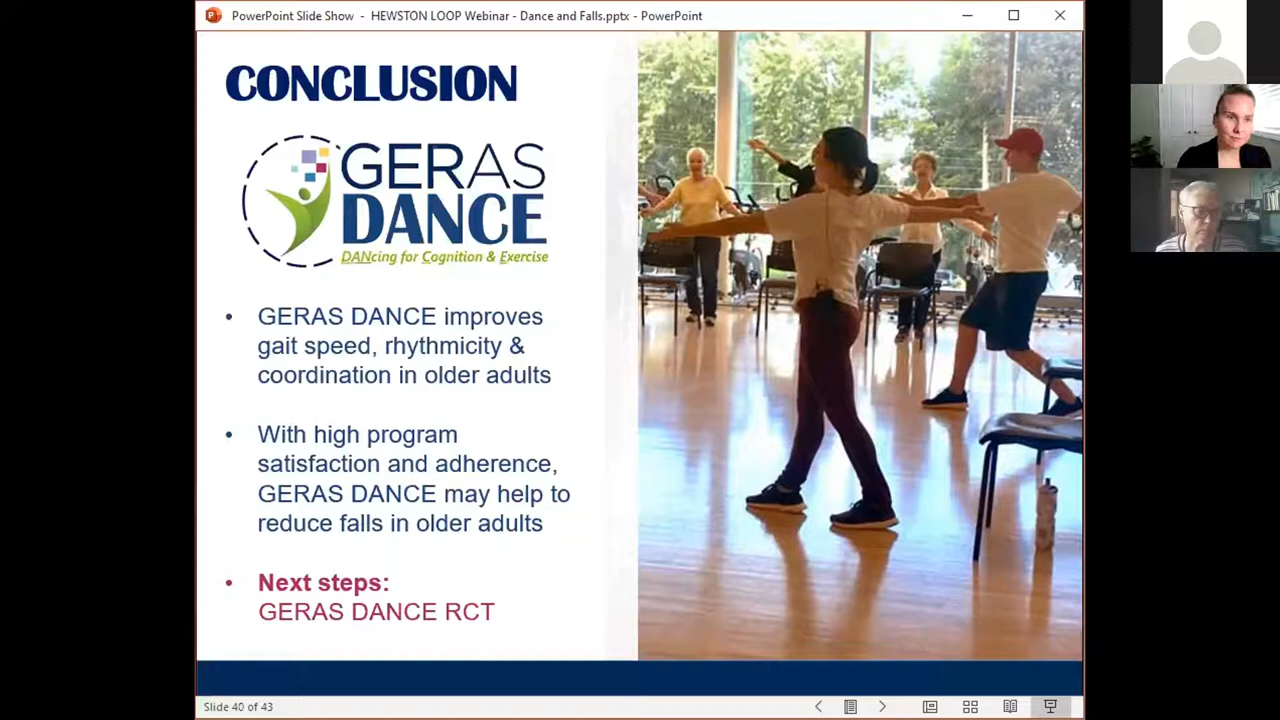 PowerPoint Slide Show - HEWSTON LOOP Webinar - Dance and Falls.pptx - PowerPoint
CONCLUSION
GERAS
DANCE
DANcing for Cognition & Exercise
• GERAS DANCE improves
gait speed, rhythmicity &
coordination in older adults
• With high program
satisfaction and adherence,
GERAS DANCE may help to
reduce falls in older adults
• Next steps:
GERAS DANCE RCT
Slide 40 of 43